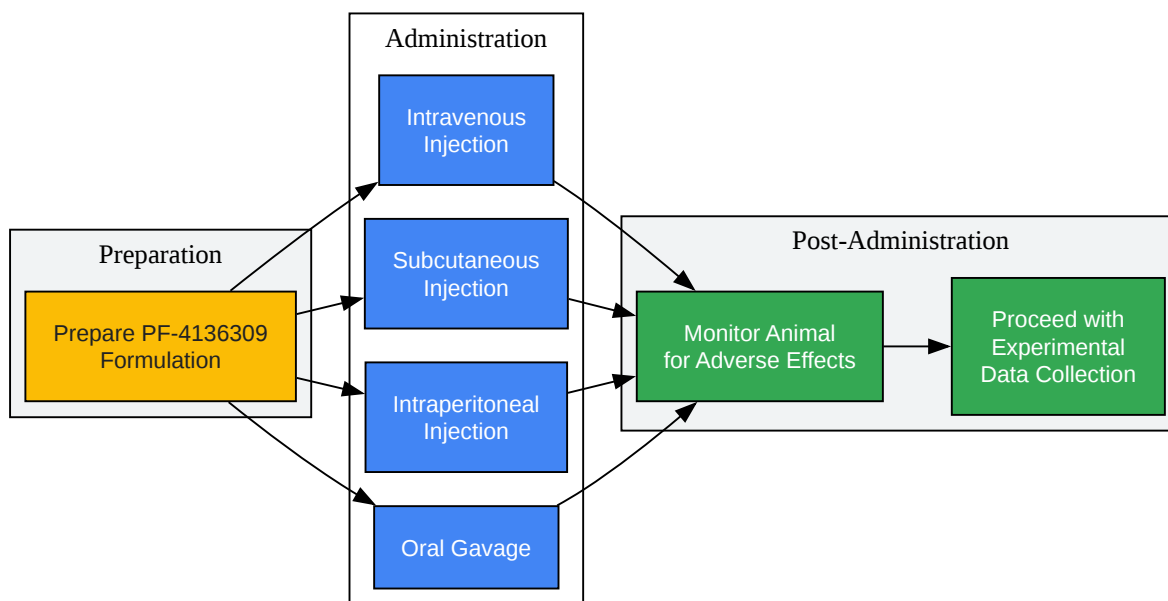 Preparation
Prepare PF-4136309
Formulation
Administration
Intravenous
Injection
Subcutaneous
Injection
Intraperitoneal
Injection
Oral Gavage
Post-Administration
Monitor Animal
for Adverse Effects
Proceed with
Experimental
Data Collection